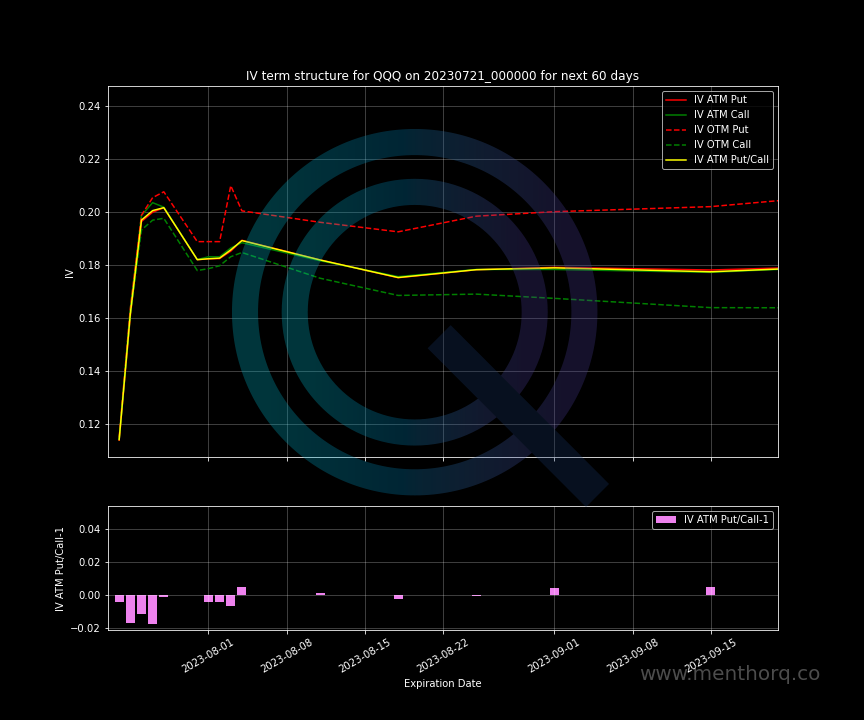 IV term structure for QQQ on 20230721_000000 for next 60 days
IV ATM Put
IV ATM Call
IV OTM Put
IV OTM Call
IV ATM Put/Call
0.24
0.22
0.20
0.18
0.16
0.14
0.12
IV
IV ATM Put/Call-1
0.04
0.02
0.00
−0.02
IV ATM Put/Call-1
2023-08-01
2023-08-08
2023-08-15
2023-08-22
2023-09-01
2023-09-08
2023-09-15
Expiration Date
www.menthorq.co